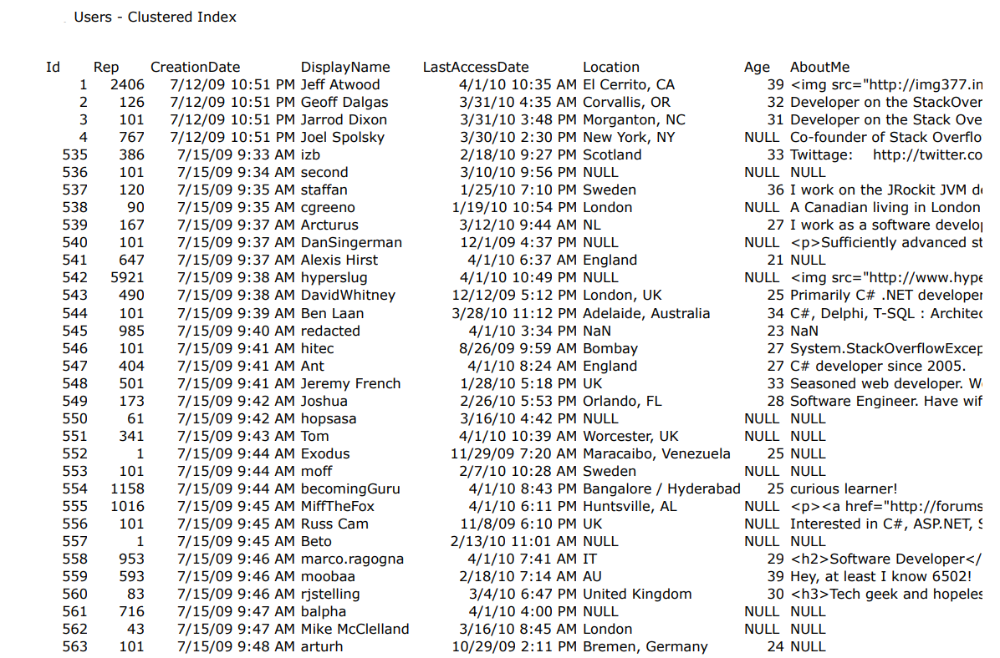 Users - Clustered Index
Id Rep CreationDate DisplayName LastAccessDate Location Age AboutMe
1 2406 7/12/09 10:51 PM Jeff Atwood 4/1/10 10:35 AM El Cerrito, CA 39 <img src="http://img377.in
2 126 7/12/09 10:51 PM Geoff Dalgas 3/31/10 4:35 AM Corvallis, OR 32 Developer on the StackOver
3 101 7/12/09 10:51 PM Jarrod Dixon 3/31/10 3:48 PM Morganton, NC 31 Developer on the Stack Ove
4 767 7/12/09 10:51 PM Joel Spolsky 3/30/10 2:30 PM New York, NY NULL Co-founder of Stack Overflo
535 386 7/15/09 9:33 AM izb 2/18/10 9:27 PM Scotland 33 Twittage: http://twitter.co
536 101 7/15/09 9:34 AM second 3/10/10 9:56 PM NULL NULL NULL
537 120 7/15/09 9:35 AM staffan 1/25/10 7:10 PM Sweden 36 I work on the JRockit JVM de
538 90 7/15/09 9:35 AM cgreeno 1/19/10 10:54 PM London NULL A Canadian living in London
539 167 7/15/09 9:37 AM Arcturus 3/12/10 9:44 AM NL 27 I work as a software develop
540 101 7/15/09 9:37 AM DanSingerman 12/1/09 4:37 PM NULL NULL <p>Sufficiently advanced st
541 647 7/15/09 9:37 AM Alexis Hirst 4/1/10 6:37 AM England 21 NULL
542 5921 7/15/09 9:38 AM hyperslug 4/1/10 10:49 PM NULL NULL <img src="http://www.hype
543 490 7/15/09 9:38 AM DavidWhitney 12/12/09 5:12 PM London, UK 25 Primarily C# .NET developer
544 101 7/15/09 9:39 AM Ben Laan 3/28/10 11:12 PM Adelaide, Australia 34 C#, Delphi, T-SQL : Architec
545 985 7/15/09 9:40 AM redacted 4/1/10 3:34 PM NaN 23 NaN
546 101 7/15/09 9:41 AM hitec 8/26/09 9:59 AM Bombay 27 System.StackOverflowExcep
547 404 7/15/09 9:41 AM Ant 4/1/10 8:24 AM England 27 C# developer since 2005.
548 501 7/15/09 9:41 AM Jeremy French 1/28/10 5:18 PM UK 33 Seasoned web developer. We
549 173 7/15/09 9:42 AM Joshua 2/26/10 5:53 PM Orlando, FL 28 Software Engineer. Have wif
550 61 7/15/09 9:42 AM hopsasa 3/16/10 4:42 PM NULL NULL NULL
551 341 7/15/09 9:43 AM Tom 4/1/10 10:39 AM Worcester, UK NULL NULL
552 1 7/15/09 9:44 AM Exodus 11/29/09 7:20 AM Maracaibo, Venezuela 25 NULL
553 101 7/15/09 9:44 AM moff 2/7/10 10:28 AM Sweden NULL NULL
554 1158 7/15/09 9:44 AM becomingGuru 4/1/10 8:43 PM Bangalore / Hyderabad 25 curious learner!
555 1016 7/15/09 9:45 AM MiffTheFox 4/1/10 6:11 PM Huntsville, AL NULL <p><a href="http://forums
556 101 7/15/09 9:45 AM Russ Cam 11/8/09 6:10 PM UK NULL Interested in C#, ASP.NET, S
557 1 7/15/09 9:45 AM Beto 2/13/10 11:01 AM NULL NULL NULL
558 953 7/15/09 9:46 AM marco.ragogna 4/1/10 7:41 AM IT 29 <h2>Software Developer</
559 593 7/15/09 9:46 AM moobaa 2/18/10 7:14 AM AU 39 Hey, at least I know 6502!
560 83 7/15/09 9:46 AM rjstelling 3/4/10 6:47 PM United Kingdom 30 <h3>Tech geek and hopeles
561 716 7/15/09 9:47 AM balpha 4/1/10 4:00 PM NULL NULL NULL
562 43 7/15/09 9:47 AM Mike McClelland 3/16/10 8:45 AM London NULL NULL
563 101 7/15/09 9:48 AM arturh 10/29/09 2:11 PM Bremen, Germany 24 NULL